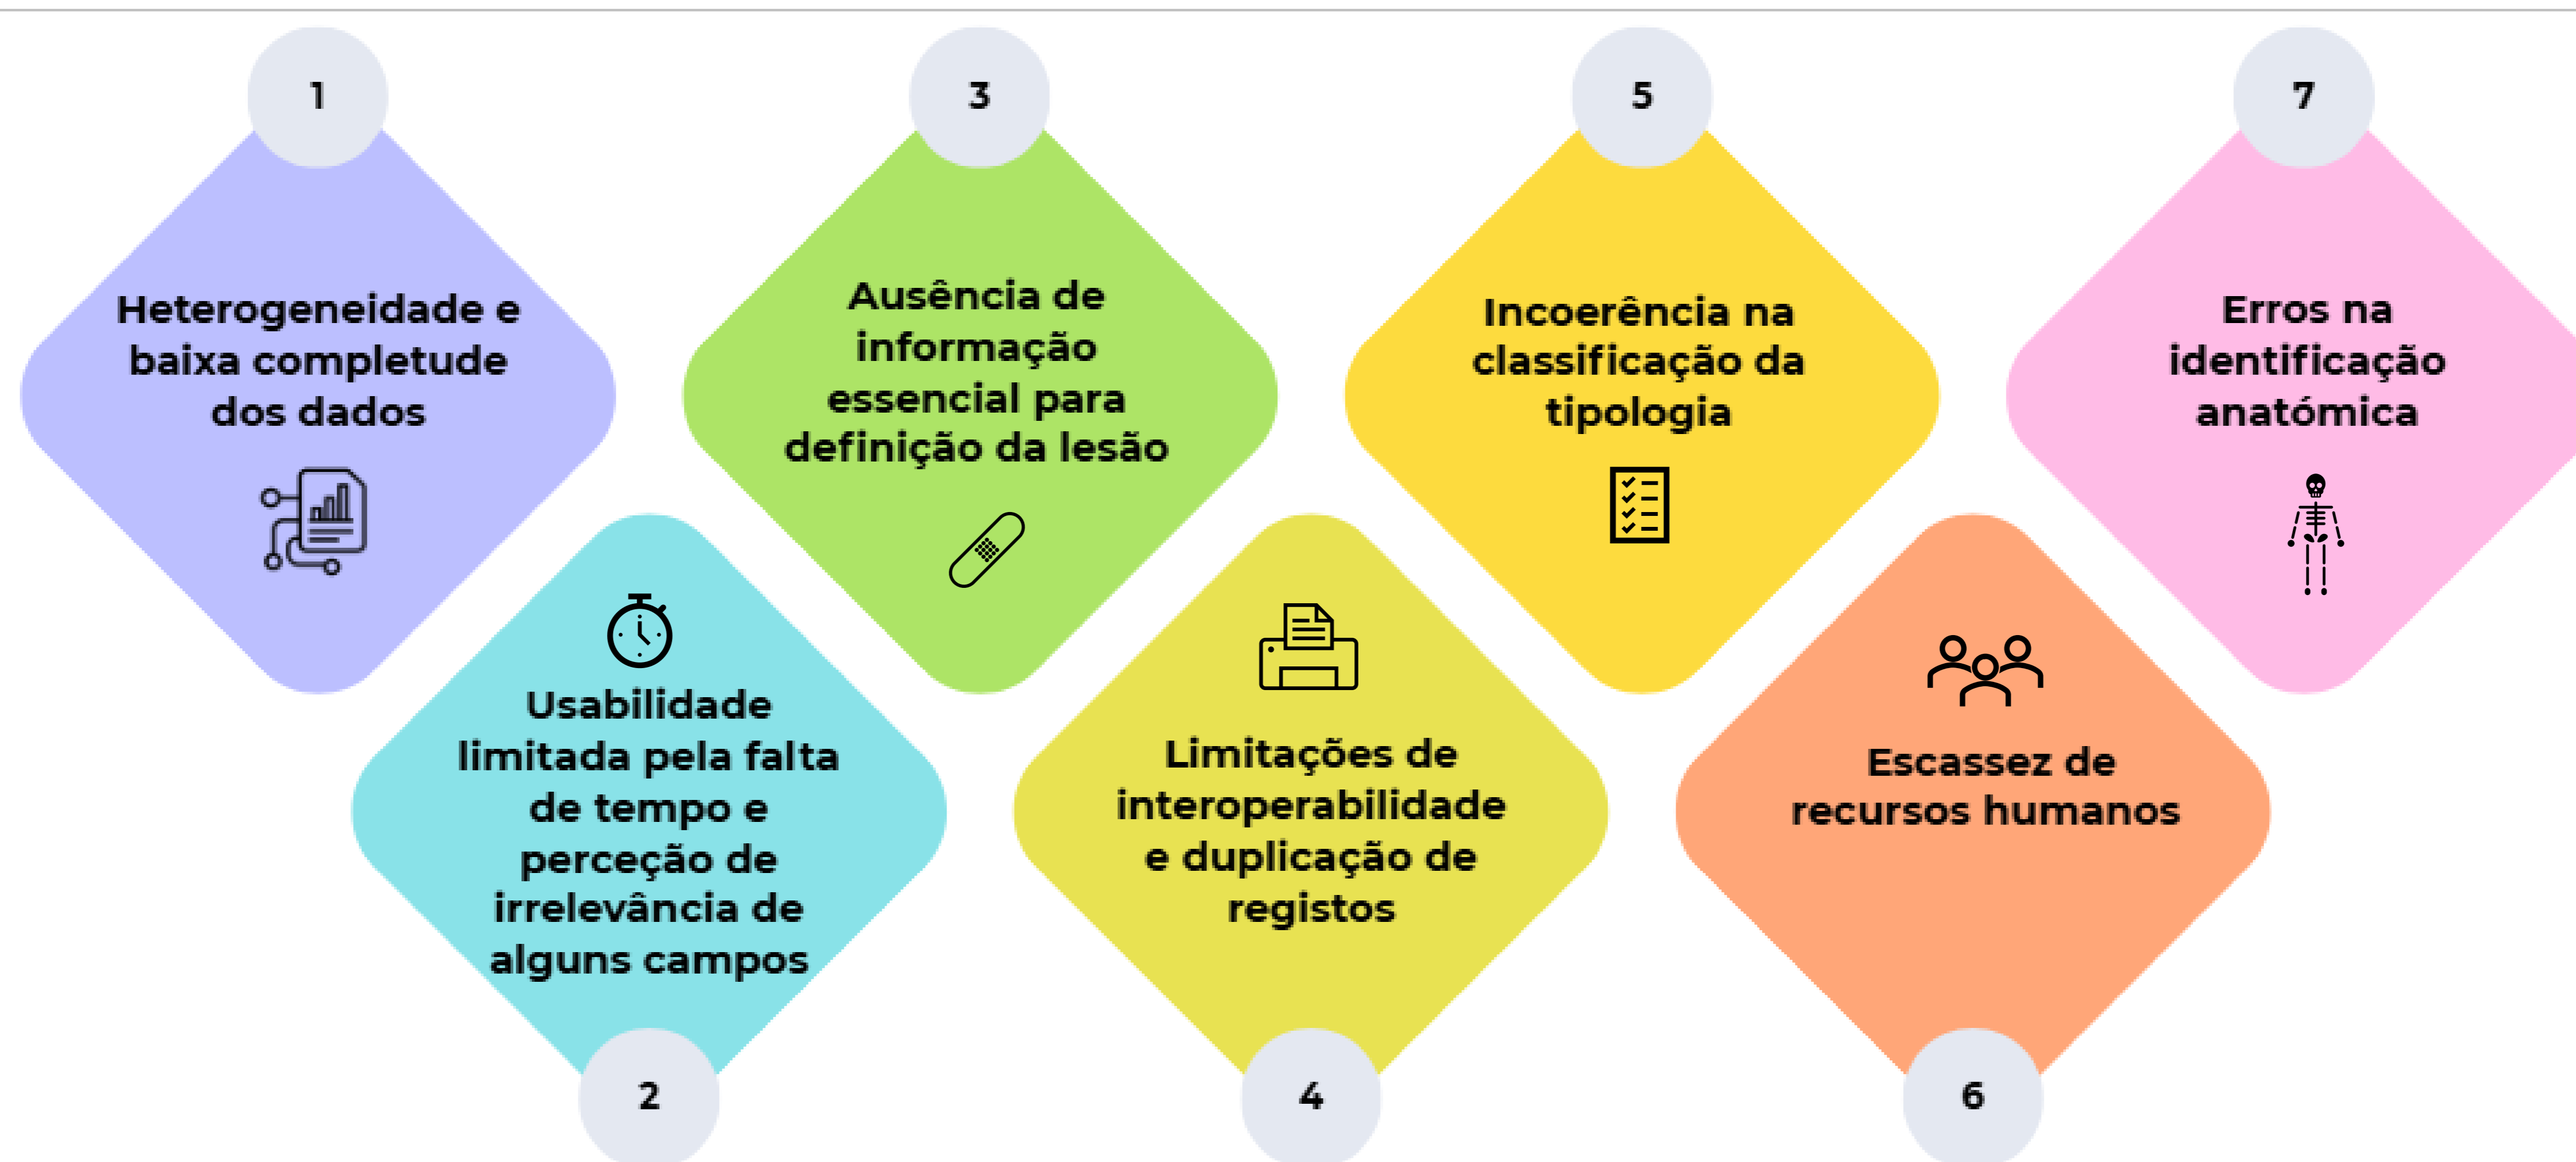 1
Heterogeneidade e
baixa completude
dos dados
2
Usabilidade
limitada pela falta
de tempo e
perceção de
irrelevância de
alguns campos
3
Ausência de
informação
essencial para
definição da lesão
4
Limitações de
interoperabilidade
e duplicação de
registos
5
Incoerência na
classificação da
tipologia
6
Escassez de
recursos humanos
7
Erros na
identificação
anatómica